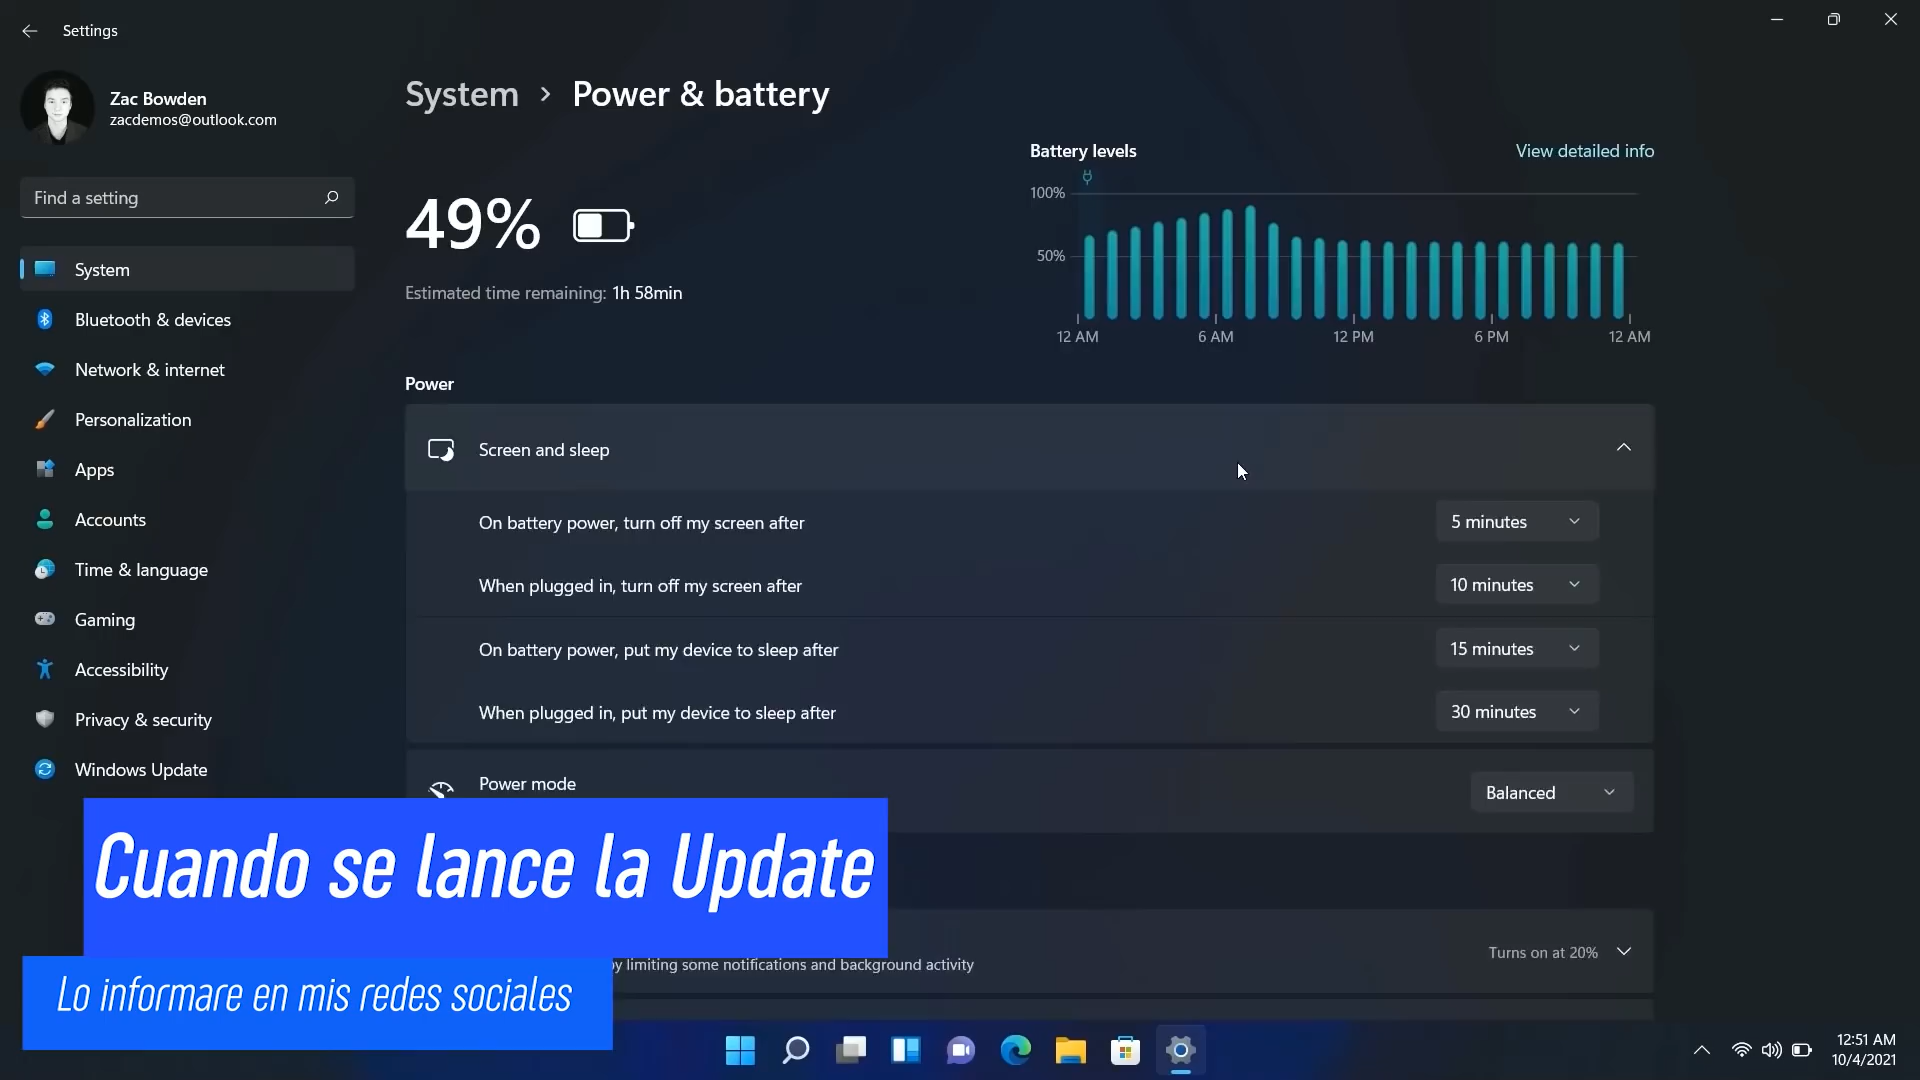 Settings
Zac Bowden
zacdemos@outlook.com
Find a setting
System
Bluetooth & devices
Network & internet
Personalization
Apps
Accounts
Time & language
Gaming
Accessibility
Privacy & security
Windows Update
System > Power & battery
49%
Estimated time remaining: 1h 58min
Battery levels
View detailed info
100%
50%
12 AM 6 AM 12 PM 6 PM 12 AM
Power
Screen and sleep
On battery power, turn off my screen after 5 minutes
When plugged in, turn off my screen after 10 minutes
On battery power, put my device to sleep after 15 minutes
When plugged in, put my device to sleep after 30 minutes
Power mode
Balanced
Cuando se lance la Update
by limiting some notifications and background activity
Turns on at 20%
Lo informare en mis redes sociales
12:51 AM
10/4/2021